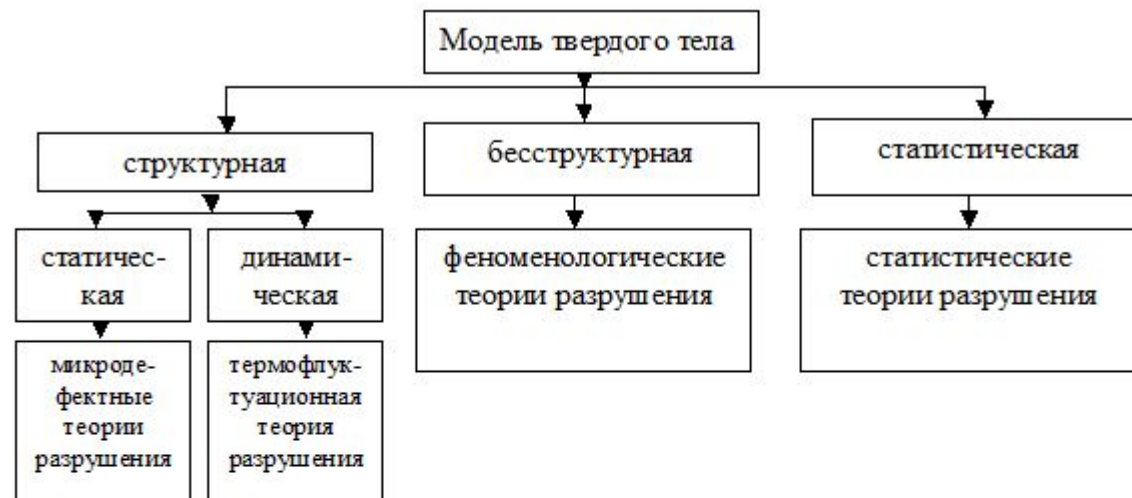 Модель твердого тела
структурная
бесструктурная
статистическая
статичес-
кая
динами-
ческая
феноменологические
теории разрушения
статистические
теории разрушения
микроде-
фектные
теории
разрушения
термофлук-
туационная
теория
разрушения